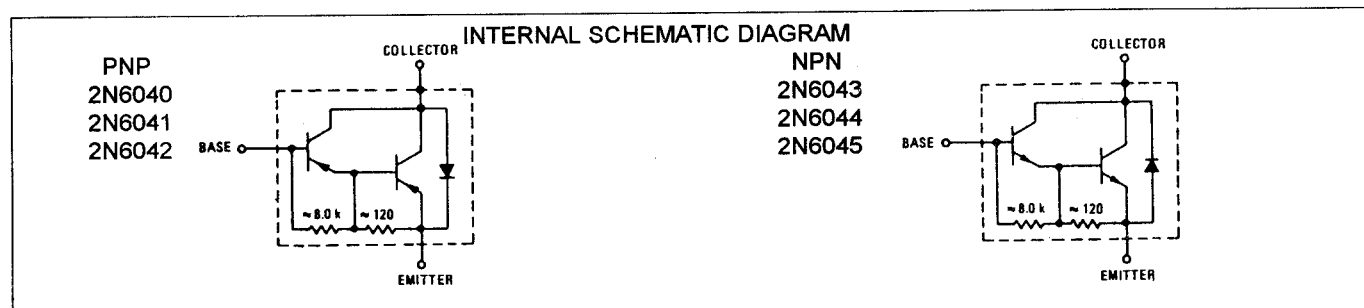 INTERNAL SCHEMATIC DIAGRAM
PNP
2N6040
2N6041
2N6042
COLLECTOR
BASE
≈ 8.0 k
≈ 120
EMITTER
NPN
2N6043
2N6044
2N6045
COLLECTOR
BASE
≈ 8.0 k
≈ 120
EMITTER